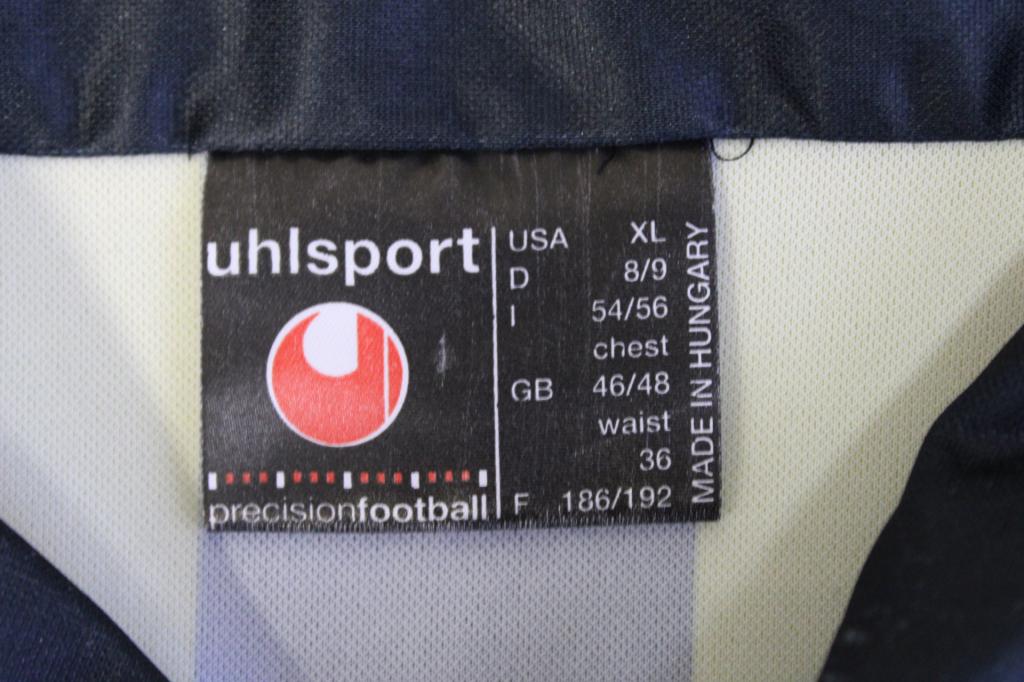 uhlsport
precisionfootball
USA XL
D 8/9
I 54/56
chest
GB 46/48
waist
36
F 186/192
MADE IN HUNGARY